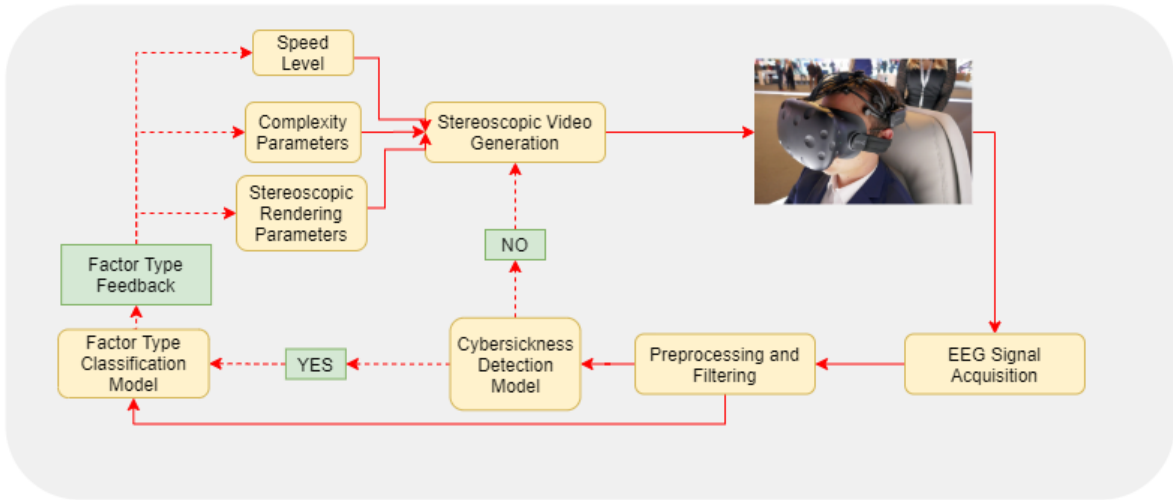 Speed
Level
Complexity
Parameters
Stereoscopic Video
Generation
Stereoscopic
Rendering
Parameters
NO
Factor Type
Feedback
Factor Type
Classification
Model
YES
Cybersickness
Detection
Model
Preprocessing and
Filtering
EEG Signal
Acquisition